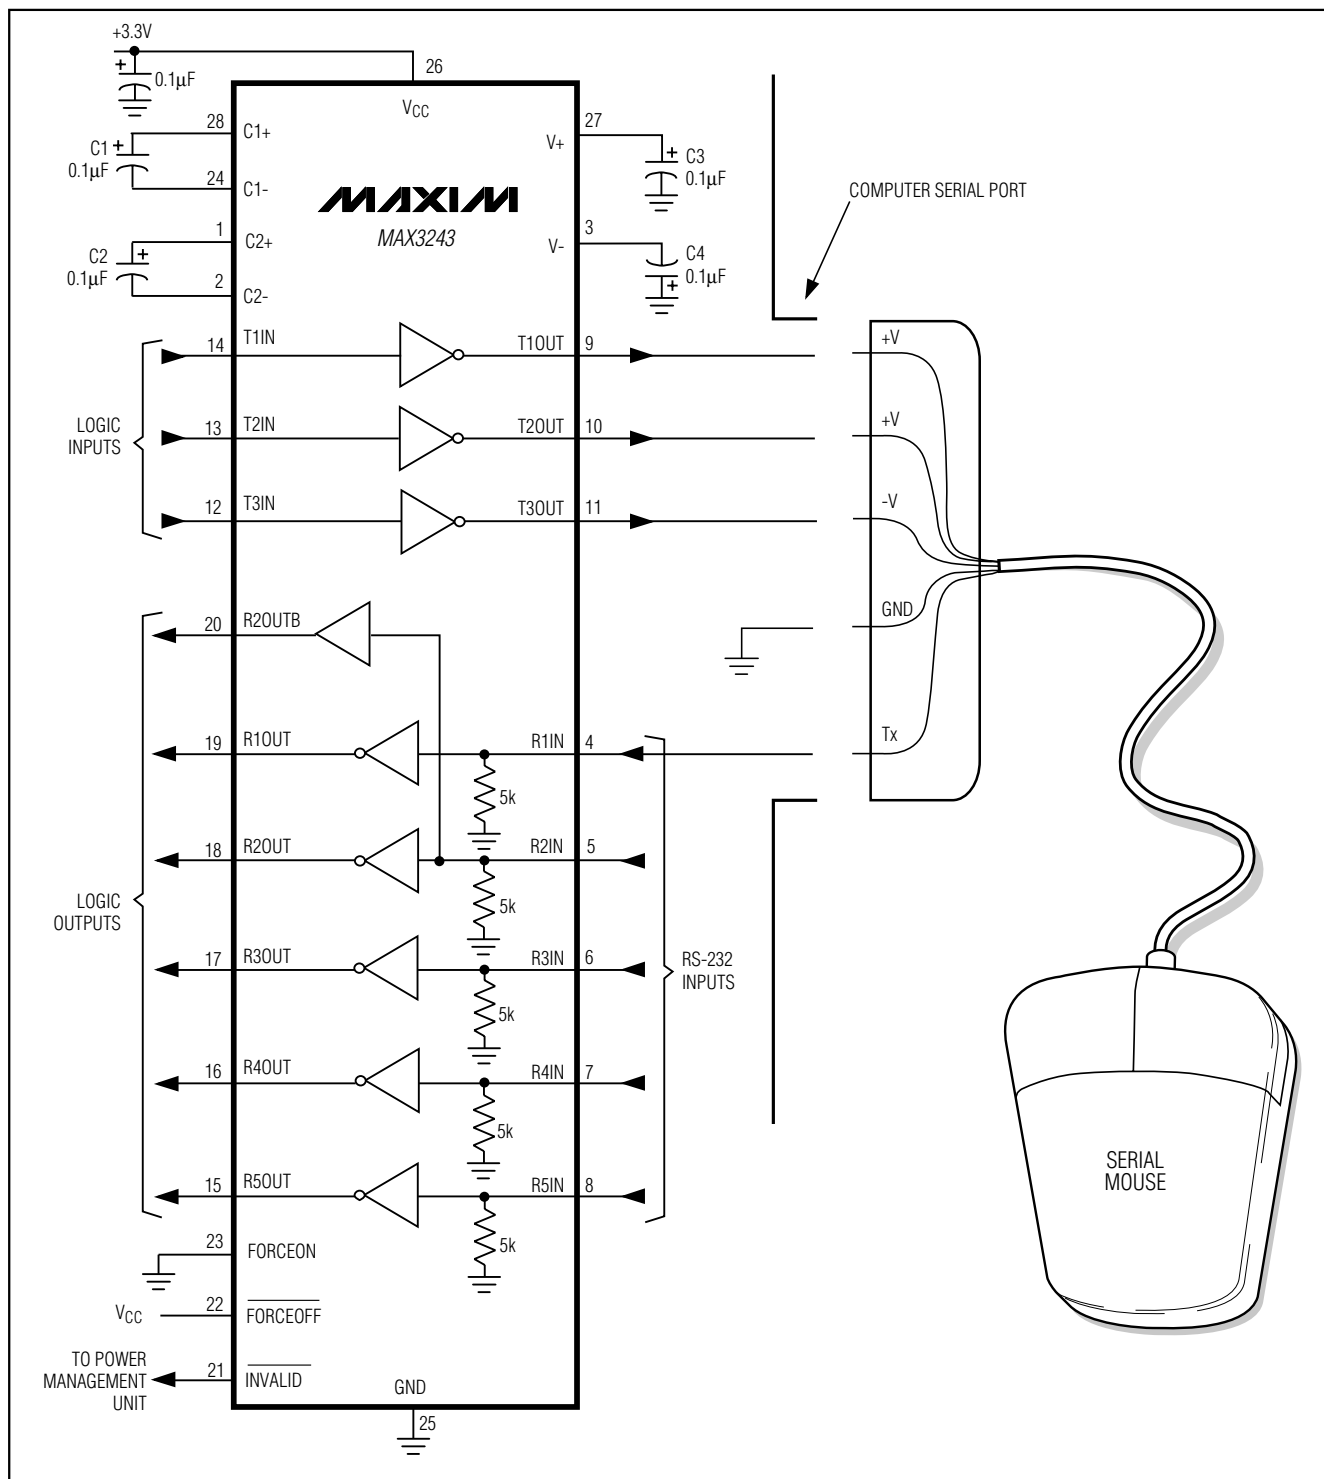 +3.3V
26
+
0.1µF
VCC
28
C1+
27
V+
C1
+
0.1µF
+
C3
0.1µF
24
C1-
MAXIM
MAX3243
COMPUTER SERIAL PORT
1
C2+
3
V-
C2
+
0.1µF
C4
0.1µF
+
2
C2-
14
T1IN
T1OUT
9
+V
LOGIC
INPUTS
13
T2IN
T2OUT
10
+V
12
T3IN
T3OUT
11
-V
20
R2OUTB
GND
19
R1OUT
R1IN
4
Tx
5k
18
R2OUT
R2IN
5
5k
LOGIC
OUTPUTS
17
R3OUT
R3IN
6
RS-232
INPUTS
5k
16
R4OUT
R4IN
7
5k
15
R5OUT
R5IN
8
5k
SERIAL
MOUSE
23
FORCEON
VCC
22
FORCEOFF
TO POWER
MANAGEMENT
UNIT
21
INVALID
GND
25